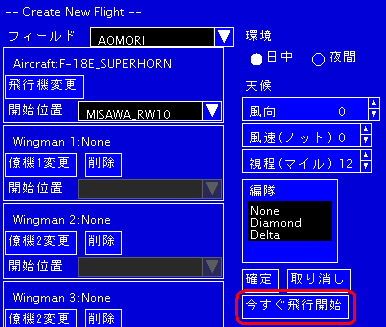 -- Create New Flight --
フィールド AOMORI
Aircraft:F-18E_SUPERHORN
飛行機変更
開始位置 MISAWA_RW10
Wingman 1:None
僚機1変更 削除
開始位置
Wingman 2:None
僚機2変更 削除
開始位置
Wingman 3:None
僚機3変更 削除
環境
日中 夜間
天候
風向 0
風速(ノット) 0
視程(マイル) 12
編隊
None
Diamond
Delta
確定 取り消し
今すぐ飛行開始